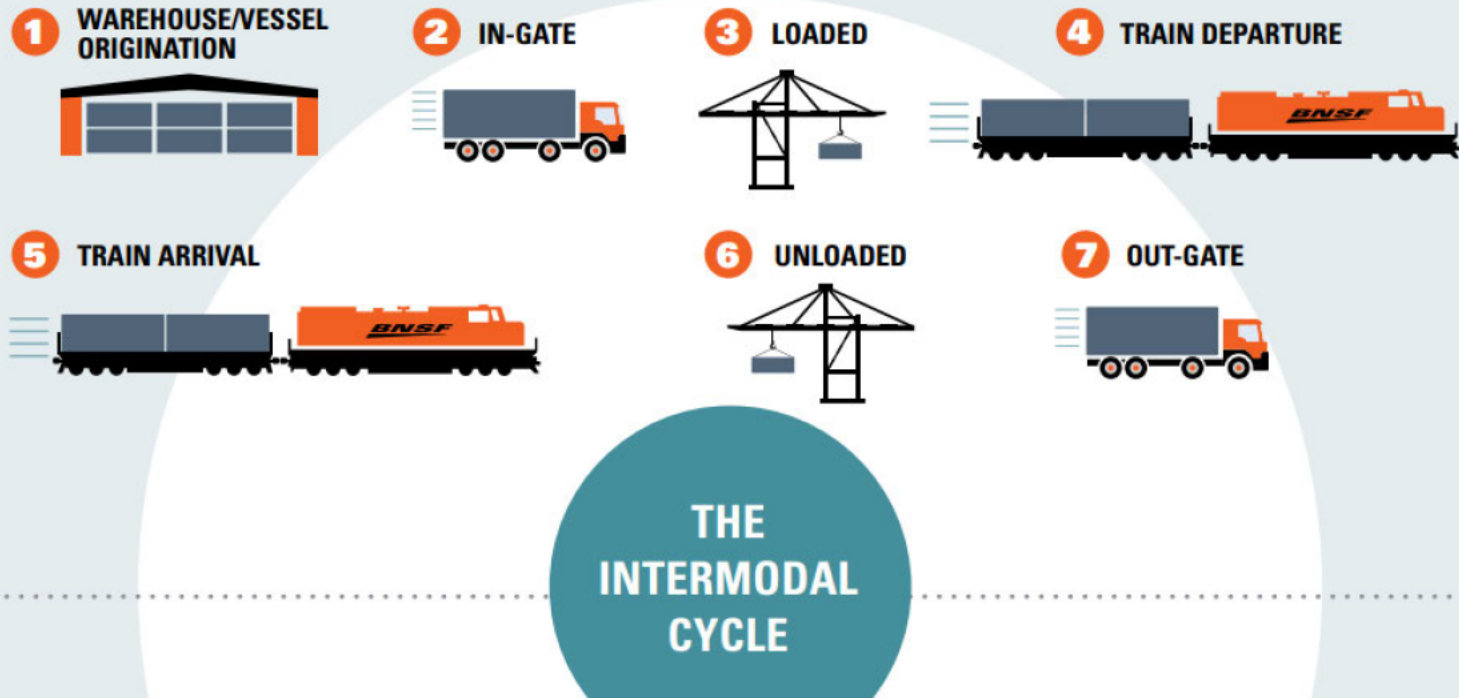 1 WAREHOUSE/VESSEL
ORIGINATION
2 IN-GATE
3 LOADED
4 TRAIN DEPARTURE
BNSF
5 TRAIN ARRIVAL
BNSF
6 UNLOADED
7 OUT-GATE
THE
INTERMODAL
CYCLE